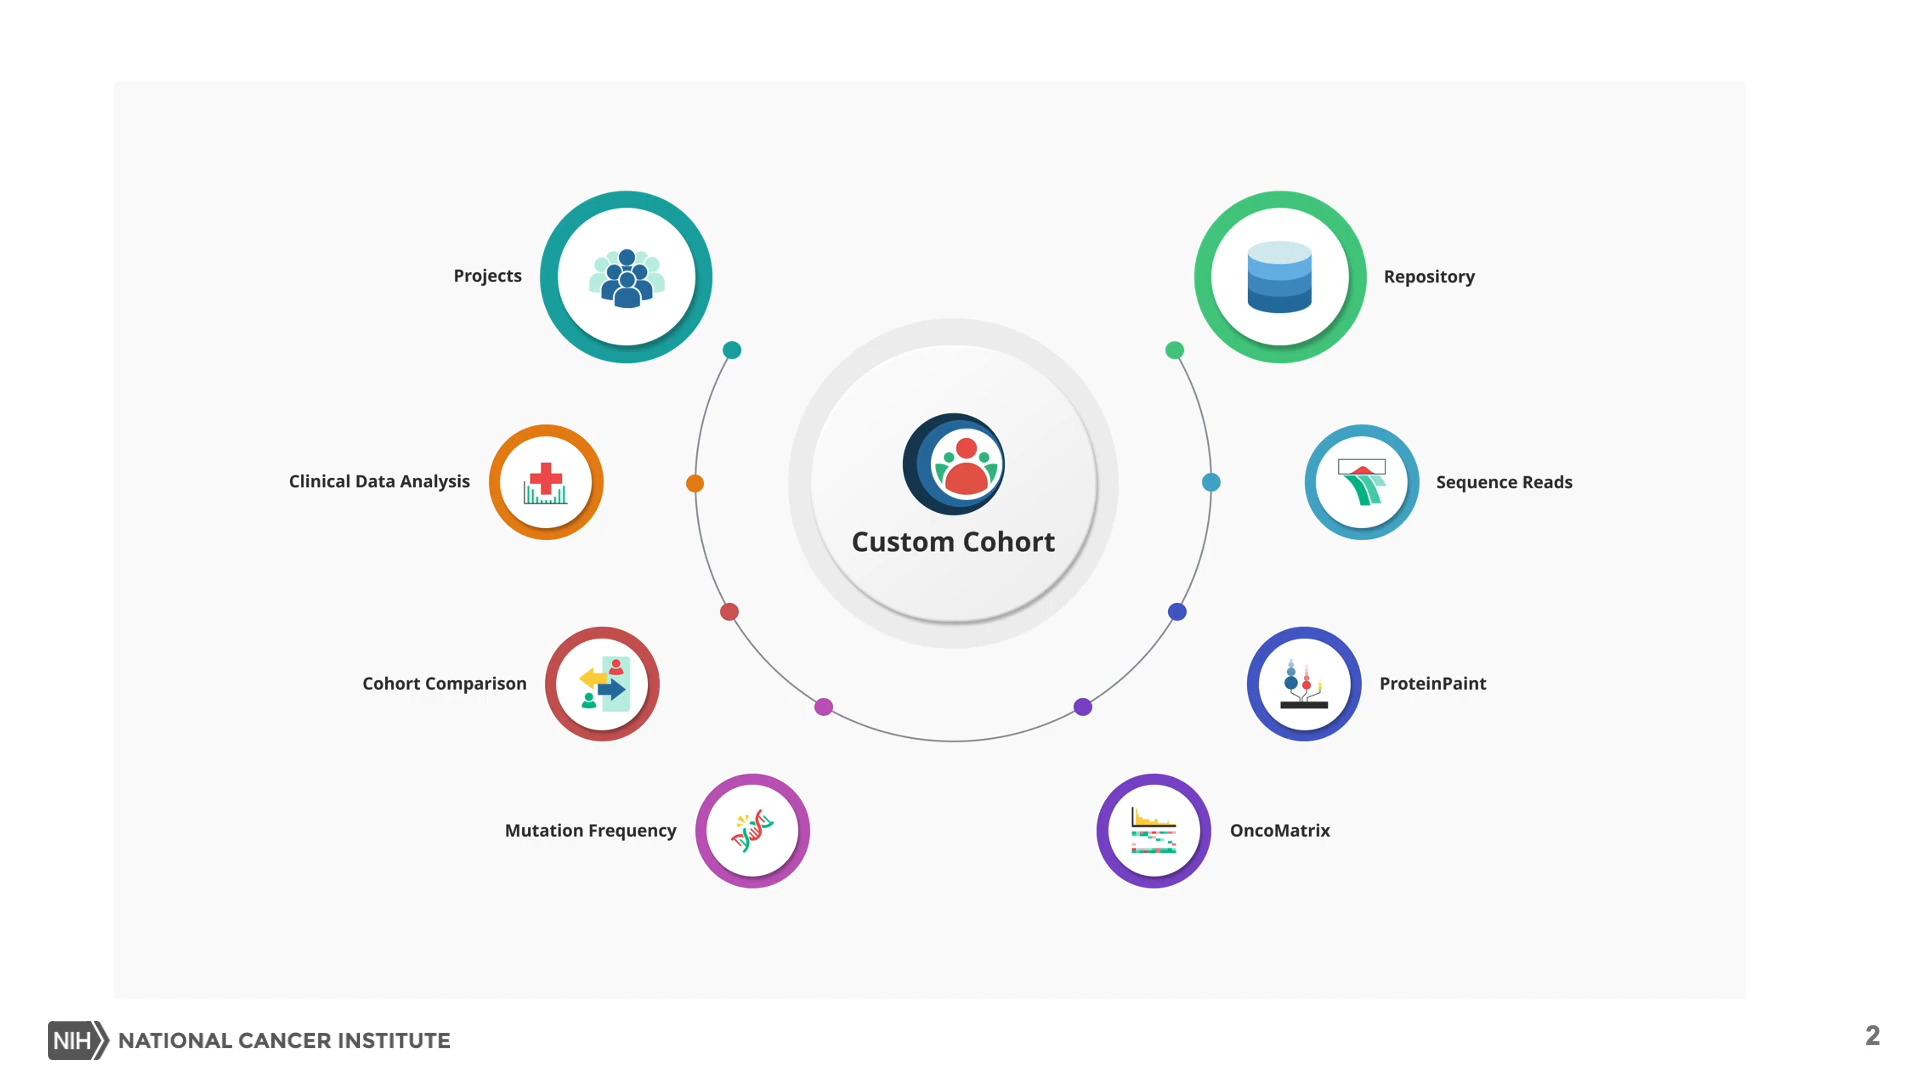 Projects
Repository
Clinical Data Analysis
Sequence Reads
Custom Cohort
Cohort Comparison
ProteinPaint
Mutation Frequency
OncoMatrix
NIH NATIONAL CANCER INSTITUTE
2